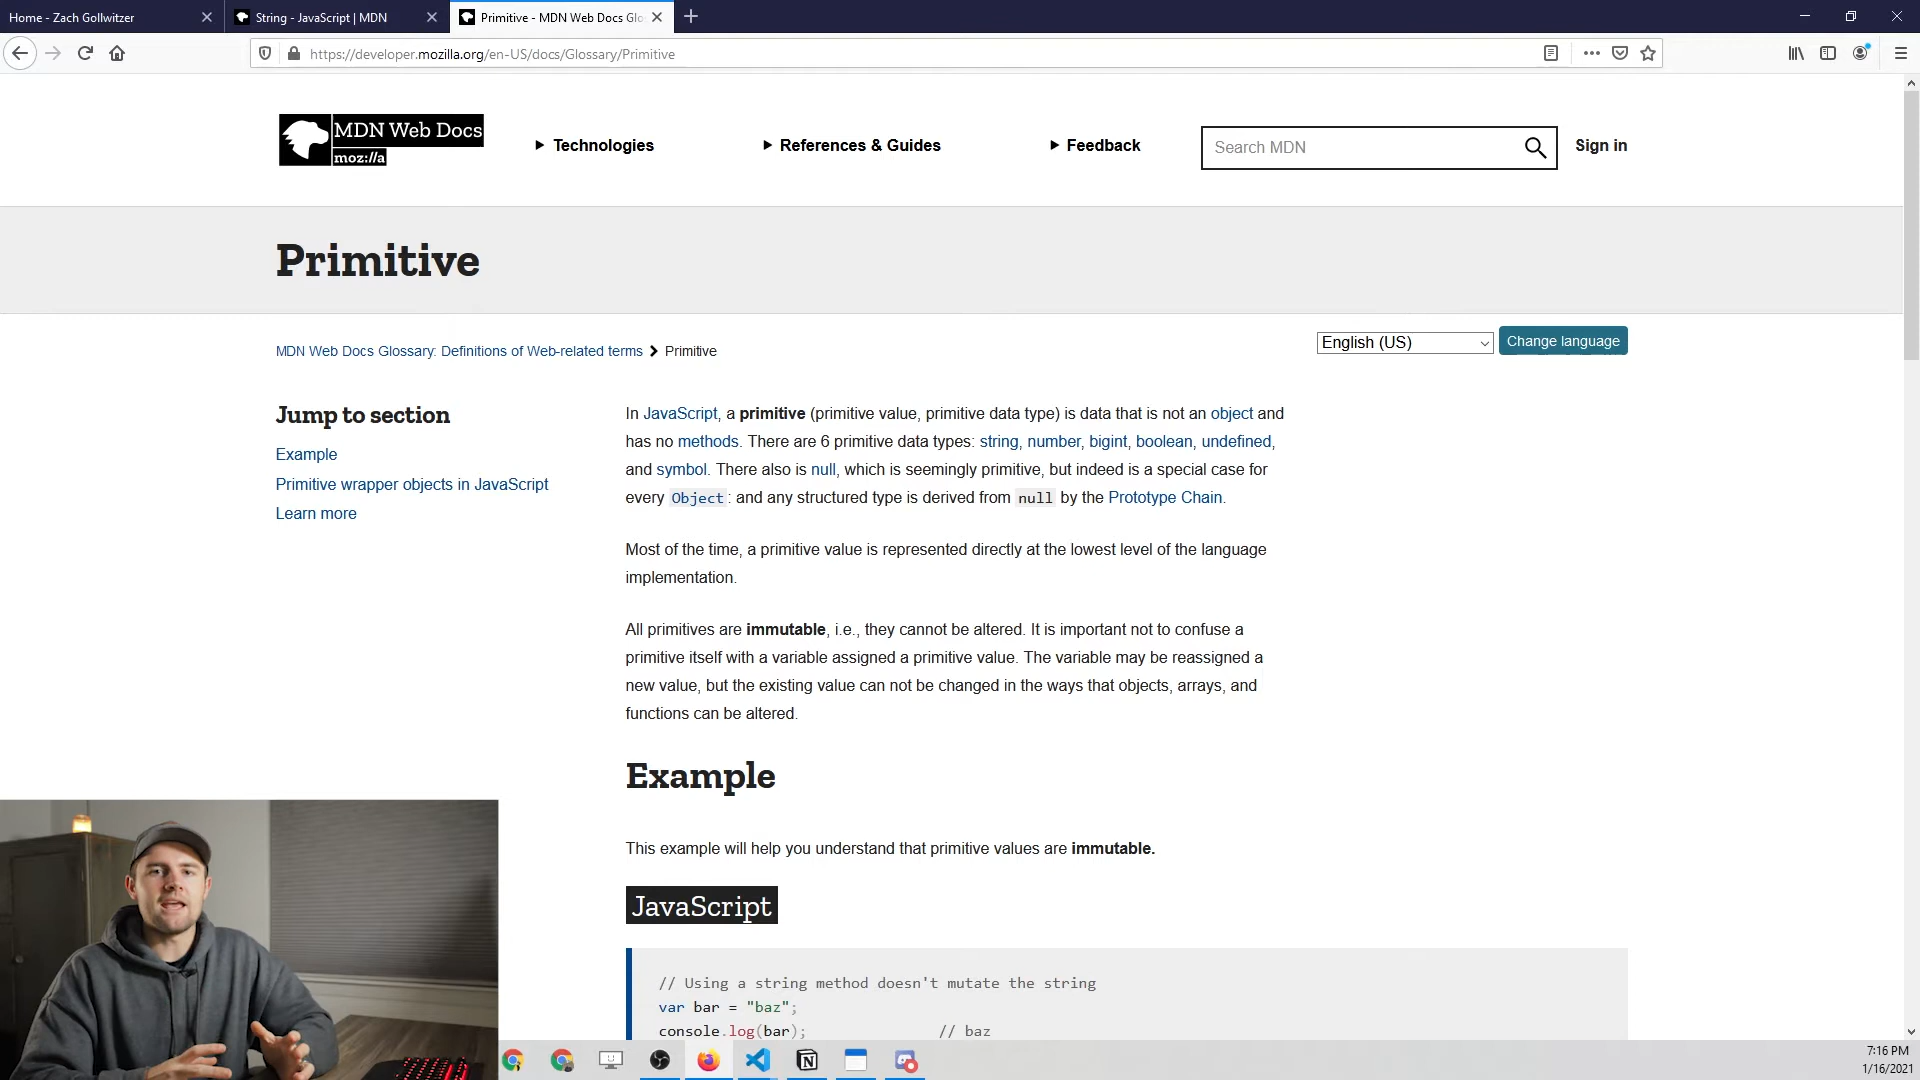 Home - Zach Gollwitzer
String - JavaScript | MDN
Primitive - MDN Web Docs Glo
https://developer.mozilla.org/en-US/docs/Glossary/Primitive
MDN Web Docs
moz://a
Technologies
References & Guides
Feedback
Search MDN
Sign in
Primitive
MDN Web Docs Glossary: Definitions of Web-related terms
Primitive
English (US)
Change language
Jump to section
Example
Primitive wrapper objects in JavaScript
Learn more
In JavaScript, a primitive (primitive value, primitive data type) is data that is not an object and
has no methods. There are 6 primitive data types: string, number, bigint, boolean, undefined,
and symbol. There also is null, which is seemingly primitive, but indeed is a special case for
every Object: and any structured type is derived from null by the Prototype Chain.
Most of the time, a primitive value is represented directly at the lowest level of the language
implementation.
All primitives are immutable, i.e., they cannot be altered. It is important not to confuse a
primitive itself with a variable assigned a primitive value. The variable may be reassigned a
new value, but the existing value can not be changed in the ways that objects, arrays, and
functions can be altered.
Example
This example will help you understand that primitive values are immutable.
JavaScript
// Using a string method doesn't mutate the string
var bar = "baz";
console.log(bar); // baz
7:16 PM
1/16/2021